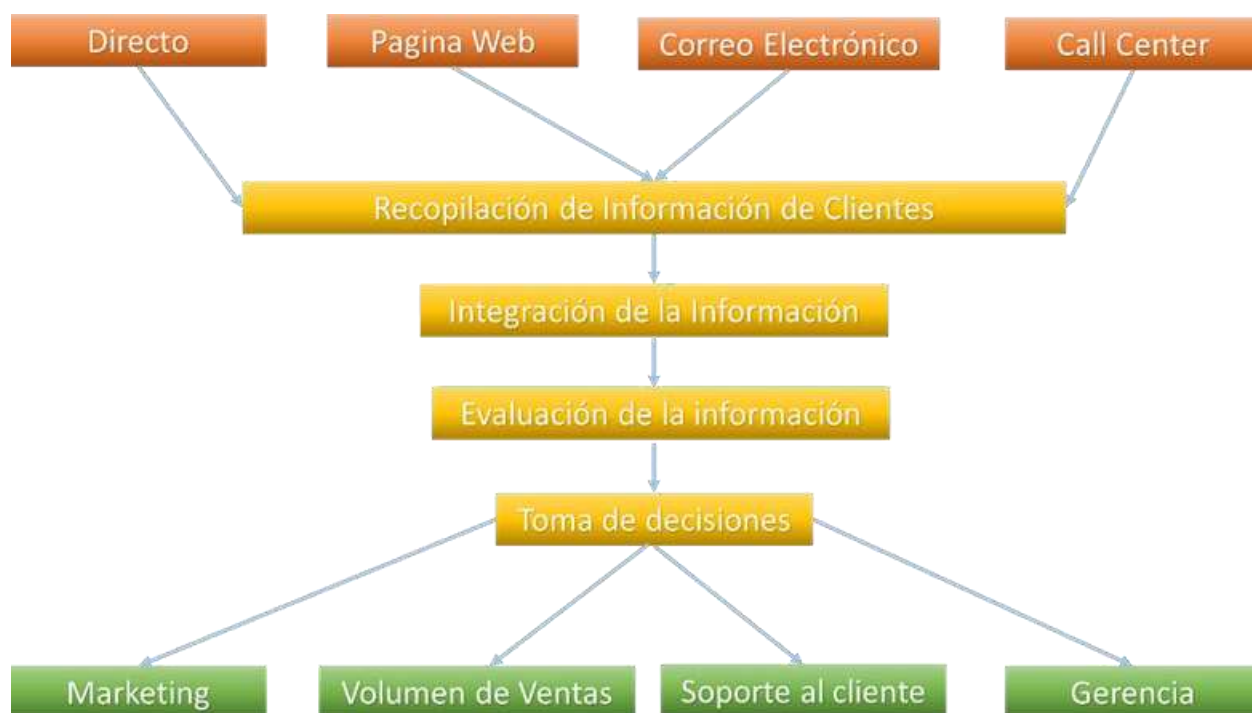 Directo
Pagina Web
Correo Electrónico
Call Center
Recopilación de Información de Clientes
Integración de la Información
Evaluación de la información
Toma de decisiones
Marketing
Volumen de Ventas
Soporte al cliente
Gerencia